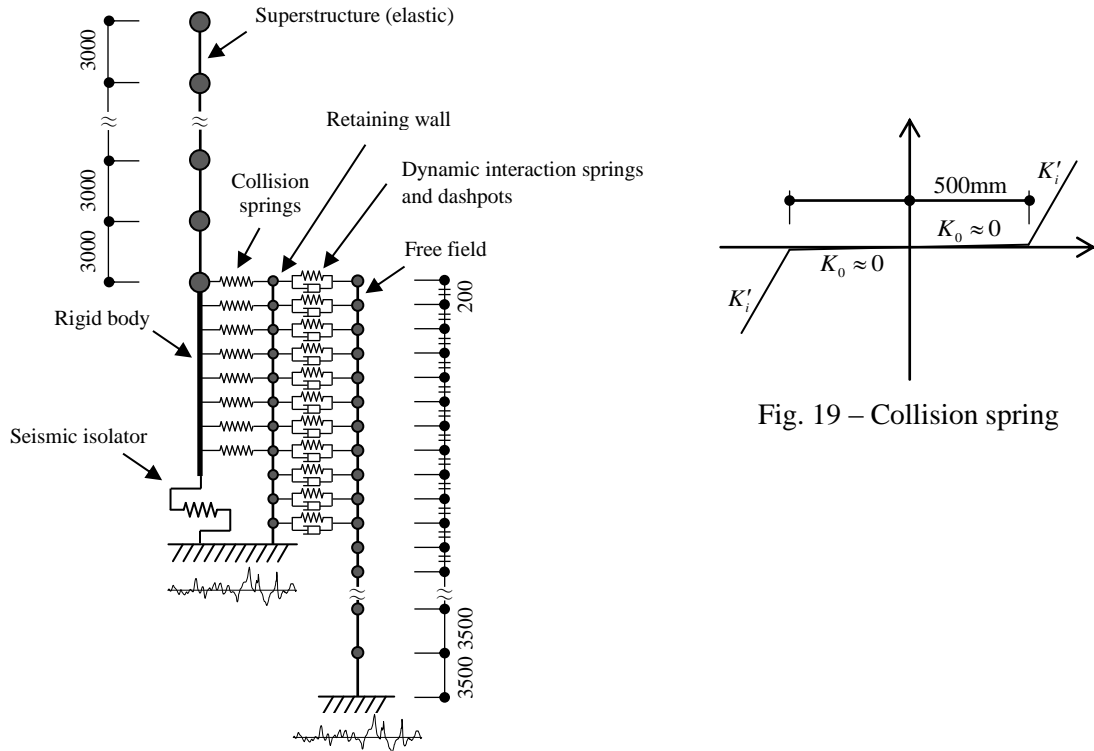 Superstructure (elastic)
3000
Retaining wall
Dynamic interaction springs
and dashpots
Collision
springs
3000
3000
Free field
200
Rigid body
Seismic isolator
3500
3500
500mm
K′i
K0 ≈ 0
K0 ≈ 0
K′i
Fig. 19 – Collision spring